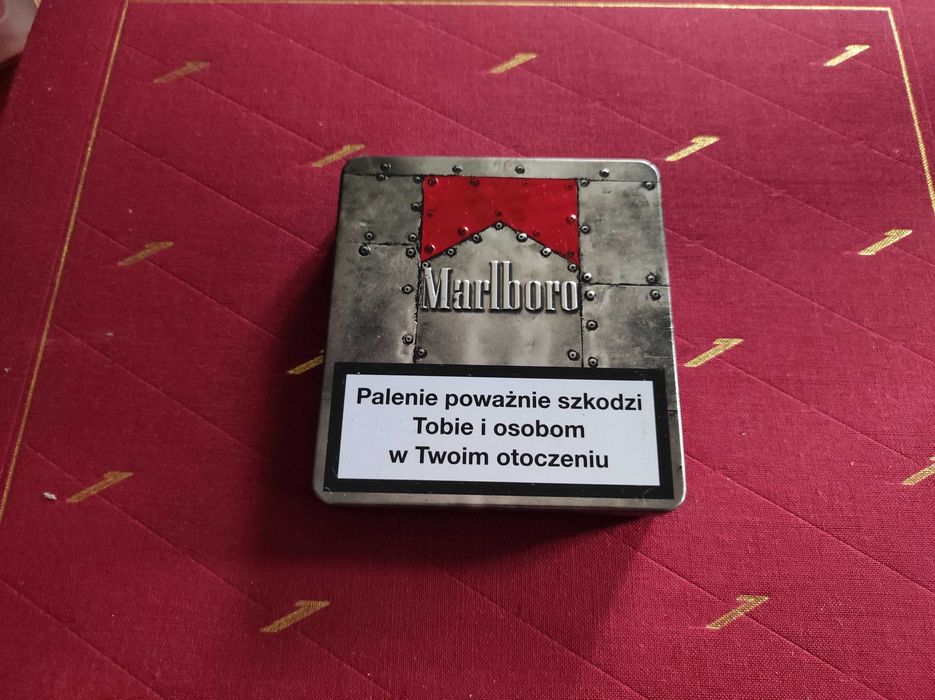 Marlboro
Palenie poważnie szkodzi
Tobie i osobom
w Twoim otoczeniu